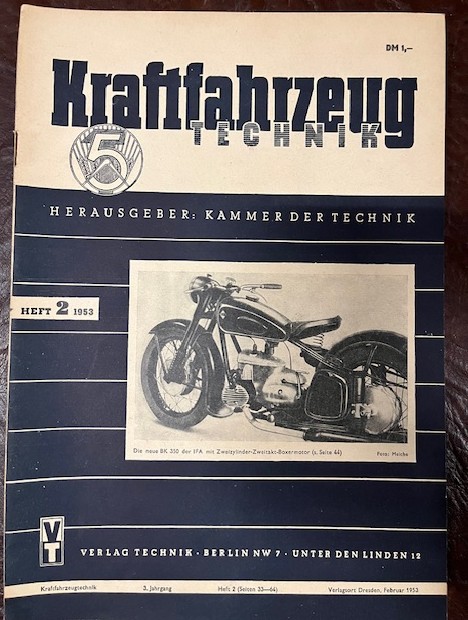 DM 1,—
Kraftfahrzeug
TECHNIK
5
HERAUSGEBER: KAMMER DER TECHNIK
HEFT 2 1953
Die neue BK 350 der IFA mit Zweizylinder-Zweitakt-Boxermotor (s. Seite 44) Foto: Meiche
VT
VERLAG TECHNIK · BERLIN NW 7 · UNTER DEN LINDEN 12
Kraftfahrzeugtechnik 3. Jahrgang Heft 2 (Seiten 33—64) Verlagsort Dresden, Februar 1953